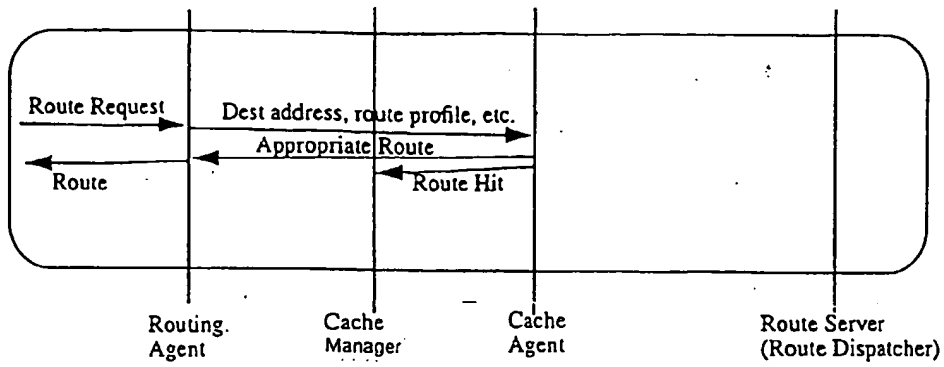 Route Request
Dest address, route profile, etc.
Appropriate Route
Route
Route Hit
Routing.
Agent
Cache
Manager
Cache
Agent
Route Server
(Route Dispatcher)